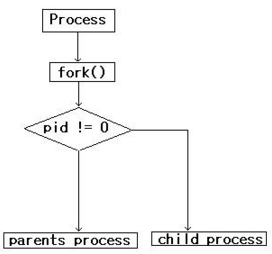 Process
fork()
pid != 0
parents process
child process